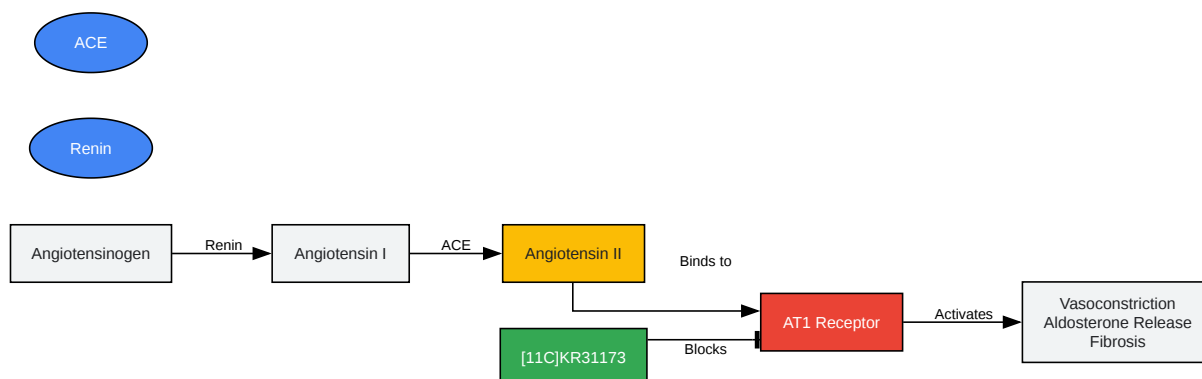 ACE
Renin
Angiotensinogen
Renin
Angiotensin I
ACE
Angiotensin II
Binds to
AT1 Receptor
Activates
Vasoconstriction
Aldosterone Release
Fibrosis
[11C]KR31173
Blocks